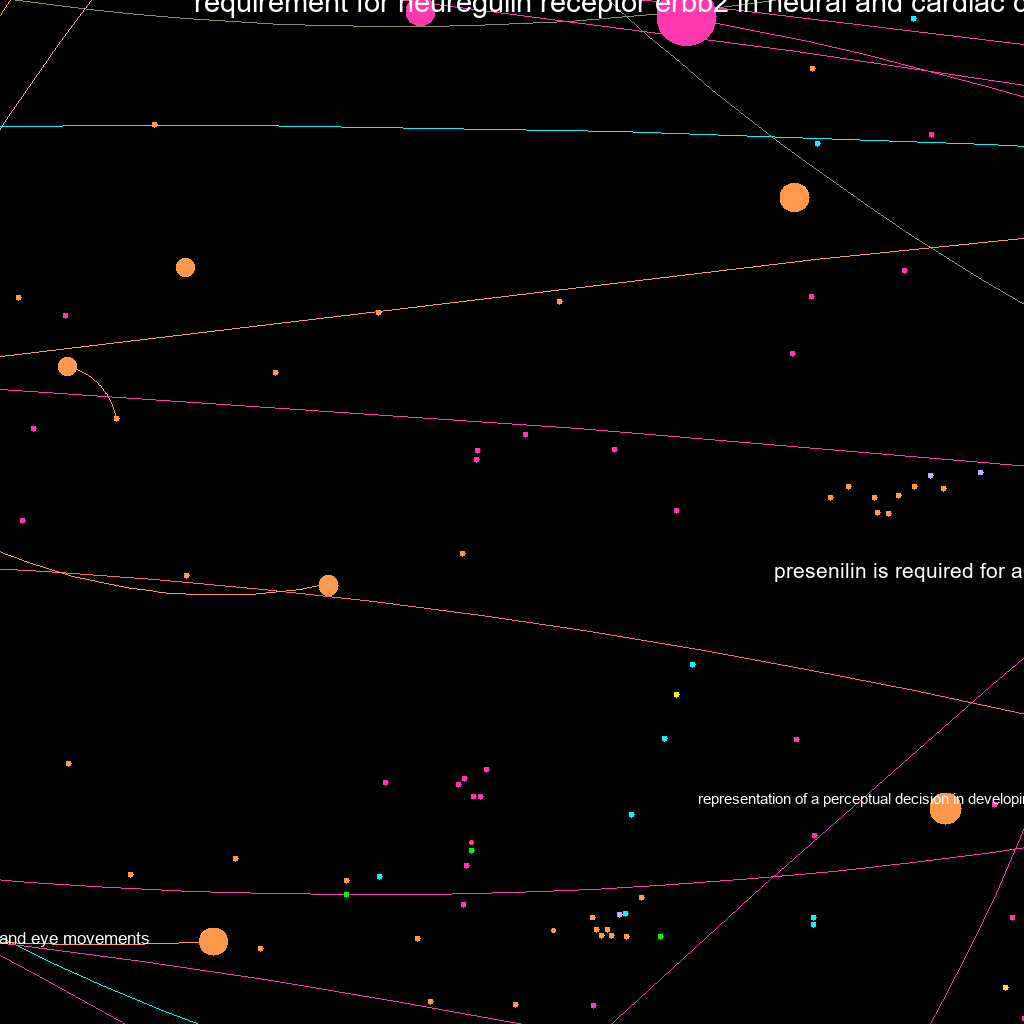 requirement for neuregulin receptor erbb2 in neural and cardiac
presenilin is required for
representation of a perceptual decision in
and eye movements